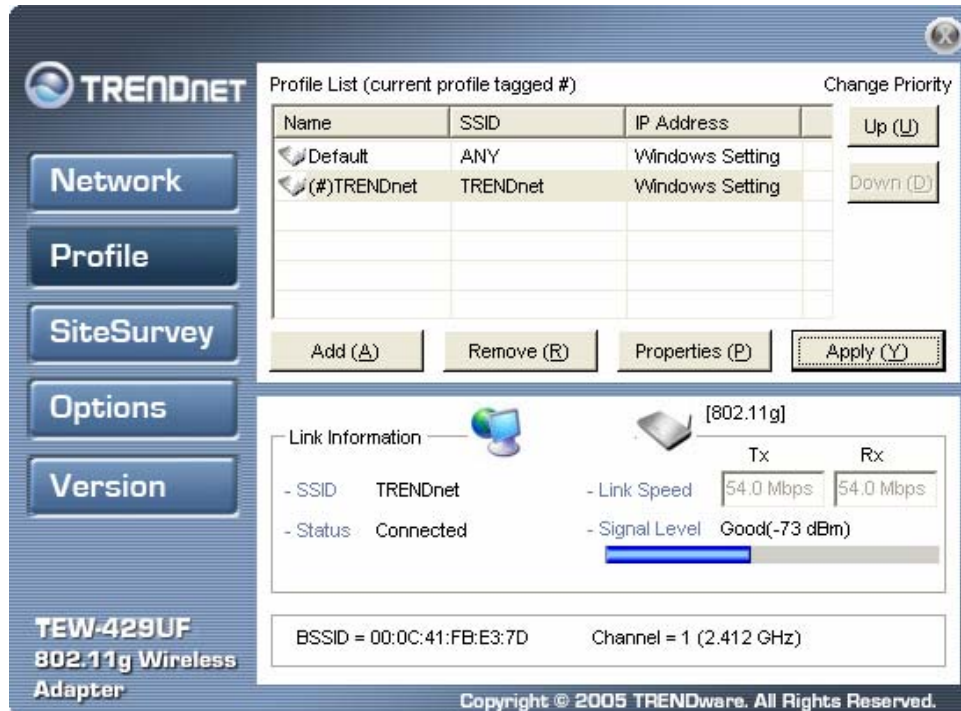 TRENDNET
Network
Profile
SiteSurvey
Options
Version
TEW-429UF
802.11g Wireless
Adapter
Profile List (current profile tagged #)
Change Priority
Name SSID IP Address
Default ANY Windows Setting
(#)TRENDnet TRENDnet Windows Setting
Up (U)
Down (D)
Add (A) Remove (R) Properties (P) Apply (Y)
Link Information
[802.11g]
Tx Rx
- SSID TRENDnet
- Link Speed 54.0 Mbps 54.0 Mbps
- Status Connected
- Signal Level Good(-73 dBm)
BSSID = 00:0C:41:FB:E3:7D Channel = 1 (2.412 GHz)
Copyright © 2005 TRENDware. All Rights Reserved.